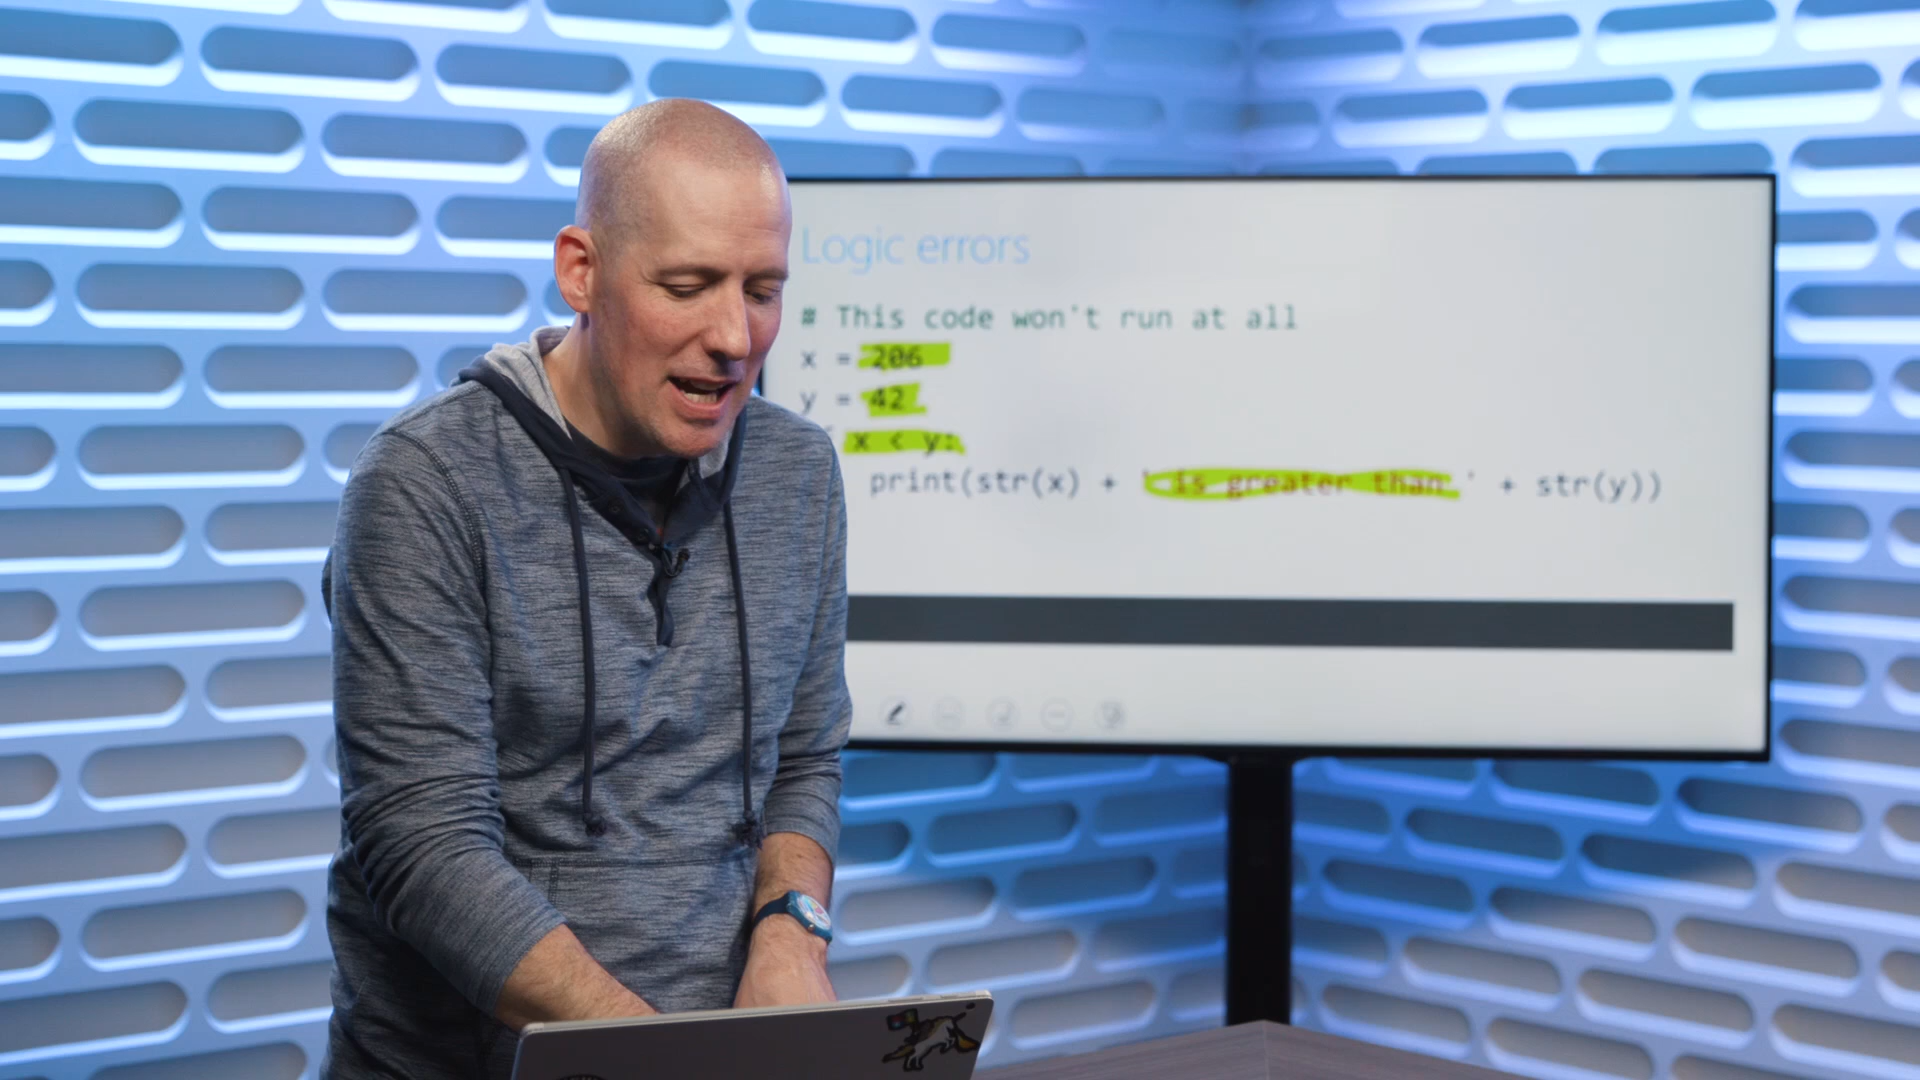 Logic errors
# This code won't run at all
x = 206
y = 42
x < y:
print(str(x) + ' is greater than ' + str(y))